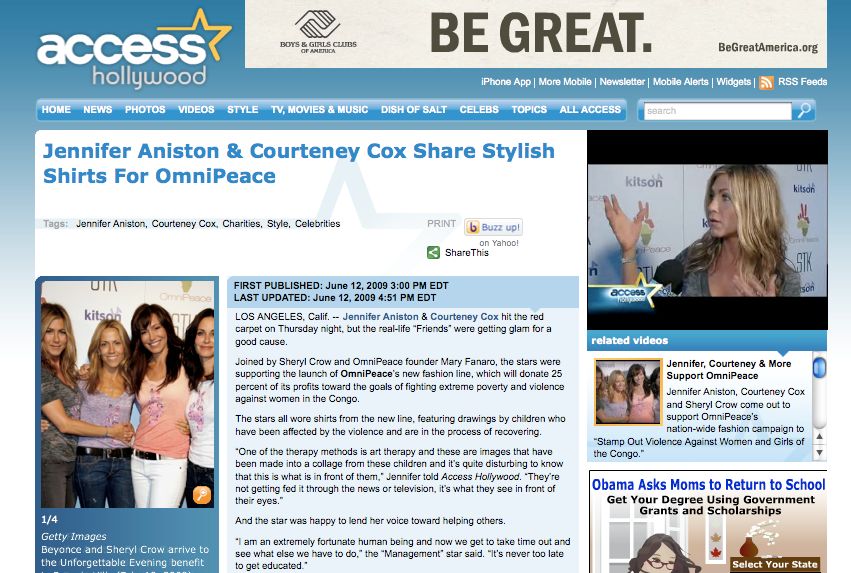 access
hollywood
BOYS & GIRLS CLUBS
OF AMERICA
BE GREAT.
BeGreatAmerica.org
iPhone App | More Mobile | Newsletter | Mobile Alerts | Widgets | RSS Feeds
HOME NEWS PHOTOS VIDEOS STYLE TV, MOVIES & MUSIC DISH OF SALT CELEBS TOPICS ALL ACCESS
search
Jennifer Aniston & Courteney Cox Share Stylish
Shirts For OmniPeace
Tags: Jennifer Aniston, Courteney Cox, Charities, Style, Celebrities
PRINT
Buzz up!
on Yahoo!
ShareThis
STK
OmniPeace
kitson
1/4
Getty Images
Beyonce and Sheryl Crow arrive to
the Unforgettable Evening benefit
FIRST PUBLISHED: June 12, 2009 3:00 PM EDT
LAST UPDATED: June 12, 2009 4:51 PM EDT
LOS ANGELES, Calif. -- Jennifer Aniston & Courteney Cox hit the red
carpet on Thursday night, but the real-life “Friends” were getting glam for a
good cause.
Joined by Sheryl Crow and OmniPeace founder Mary Fanaro, the stars were
supporting the launch of OmniPeace’s new fashion line, which will donate 25
percent of its profits toward the goals of fighting extreme poverty and violence
against women in the Congo.
The stars all wore shirts from the new line, featuring drawings by children who
have been affected by the violence and are in the process of recovering.
“One of the therapy methods is art therapy and these are images that have
been made into a collage from these children and it’s quite disturbing to know
that this is what is in front of them,” Jennifer told Access Hollywood. “They’re
not getting fed it through the news or television, it’s what they see in front of
their eyes.”
And the star was happy to lend her voice toward helping others.
“I am an extremely fortunate human being and now we get to take time out and
see what else we have to do,” the “Management” star said. “It’s never too late
to get educated.”
kitson
kitson
STK
access
hollywood
related videos
Jennifer, Courteney & More
Support OmniPeace
Jennifer Aniston, Courteney Cox
and Sheryl Crow come out to
support OmniPeace’s
nation-wide fashion campaign to
“Stamp Out Violence Against Women and Girls of
the Congo.”
Obama Asks Moms to Return to School
Get Your Degree Using Government
Grants and Scholarships
Select Your State